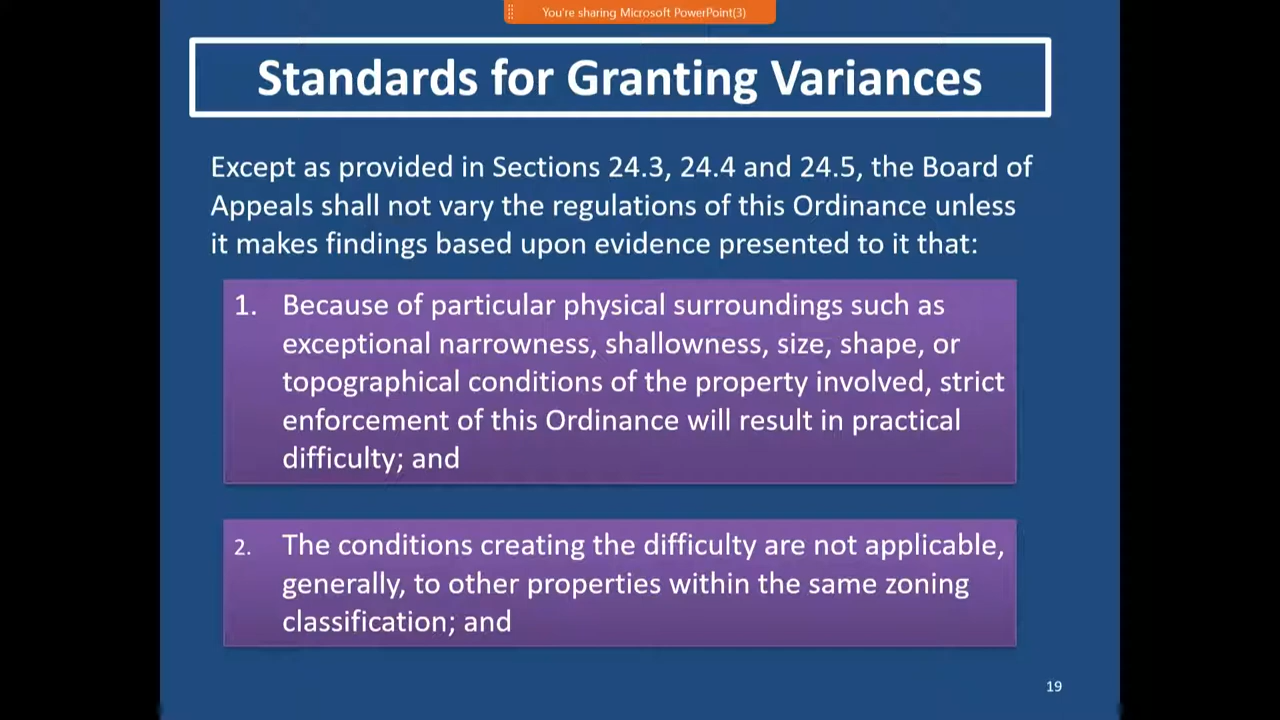 You're sharing Microsoft PowerPoint(3)
Standards for Granting Variances
Except as provided in Sections 24.3, 24.4 and 24.5, the Board of
Appeals shall not vary the regulations of this Ordinance unless
it makes findings based upon evidence presented to it that:
1. Because of particular physical surroundings such as
exceptional narrowness, shallowness, size, shape, or
topographical conditions of the property involved, strict
enforcement of this Ordinance will result in practical
difficulty; and
2. The conditions creating the difficulty are not applicable,
generally, to other properties within the same zoning
classification; and
19